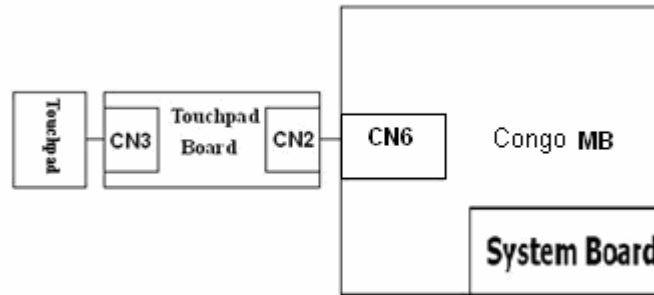 Touchpad
CN3
Touchpad
Board
CN2
CN6
Congo MB
System Board